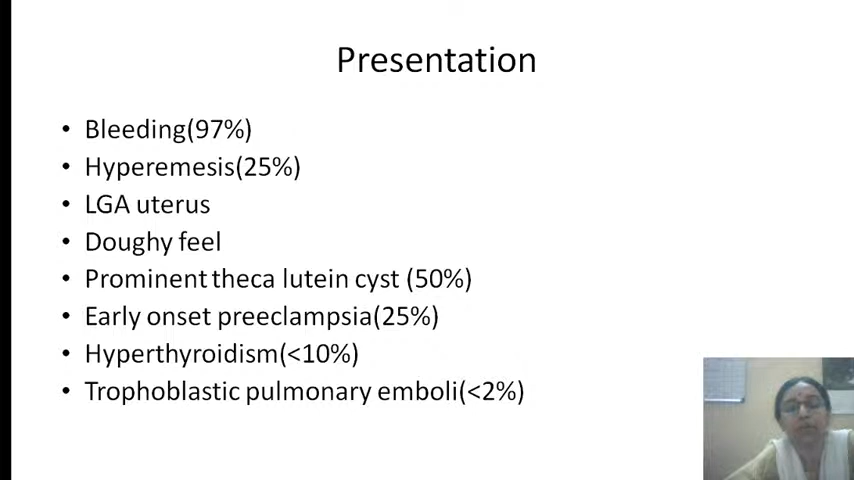 Presentation
• Bleeding(97%)
• Hyperemesis(25%)
• LGA uterus
• Doughy feel
• Prominent theca lutein cyst (50%)
• Early onset preeclampsia(25%)
• Hyperthyroidism(<10%)
• Trophoblastic pulmonary emboli(<2%)